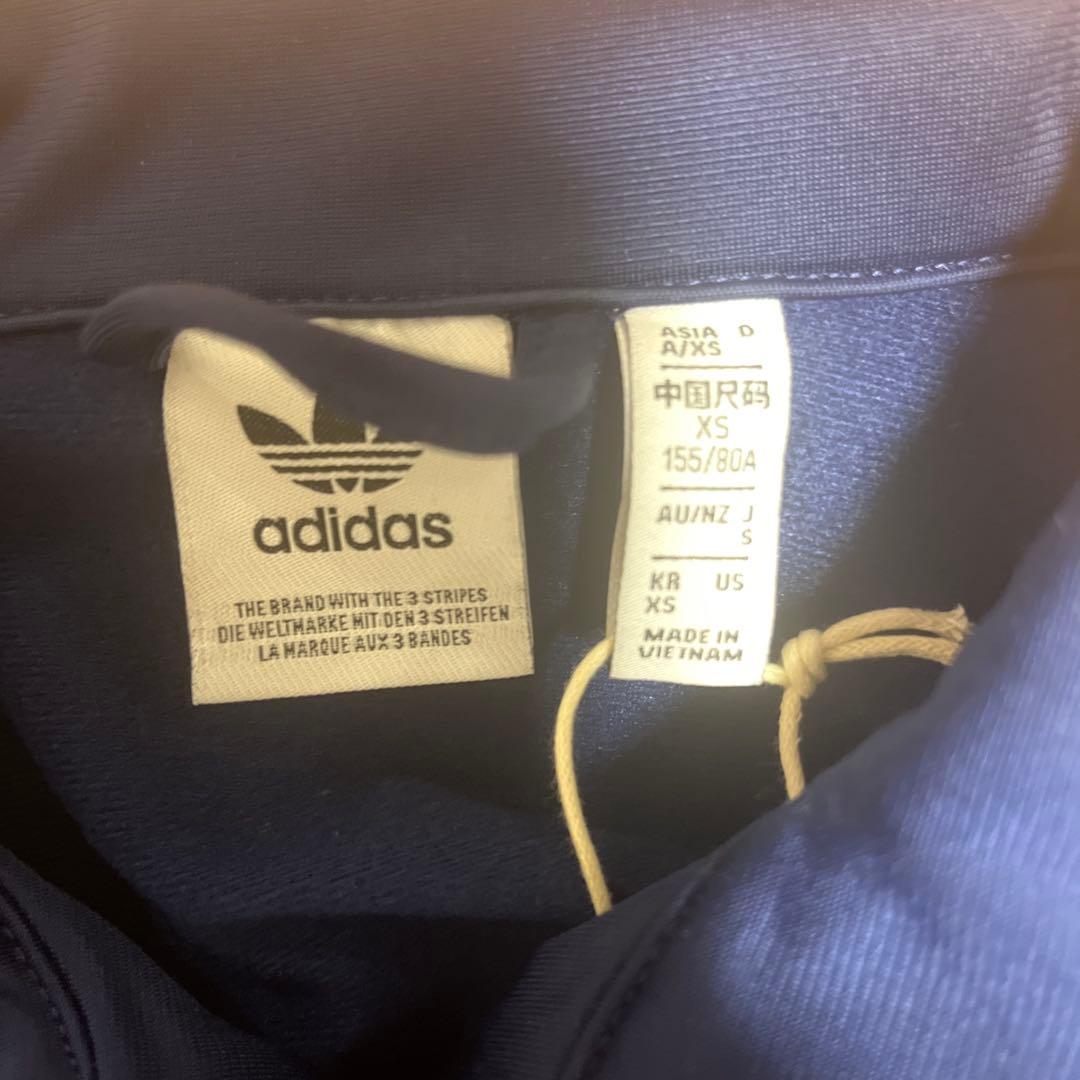 adidas
THE BRAND WITH THE 3 STRIPES
DIE WELTMARKE MIT DEN 3 STREIFEN
LA MARQUE AUX 3 BANDES
ASIA D
A/XS
中国尺码
XS
155/80A
AU/NZ J
S
KR US
XS
MADE IN
VIETNAM